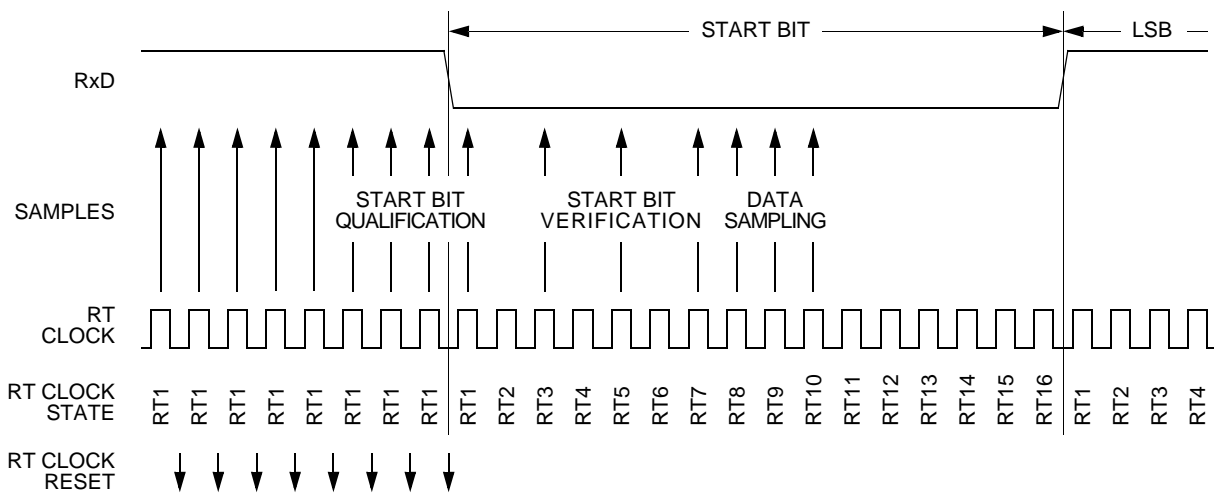 START BIT
LSB
RxD
SAMPLES
START BIT
QUALIFICATION
START BIT
VERIFICATION
DATA
SAMPLING
RT
CLOCK
RT CLOCK
STATE
RT1 RT1 RT1 RT1 RT1 RT1 RT1 RT1 RT1 RT2 RT3 RT4 RT5 RT6 RT7 RT8 RT9 RT10 RT11 RT12 RT13 RT14 RT15 RT16 RT1 RT2 RT3 RT4
RT CLOCK
RESET